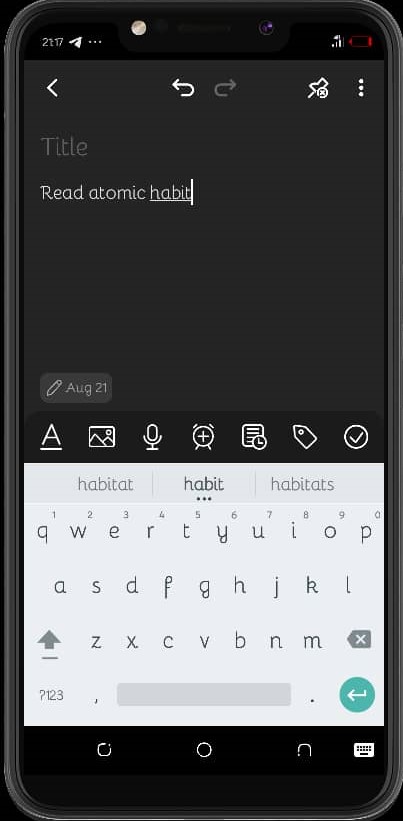 21:17
Title
Read atomic habit
Aug 21
A
habitat habit habitats
1 2 3 4 5 6 7 8 9 0
q w e r t y u i o p
a s d f g h j k l
z x c v b n m
?123 , .